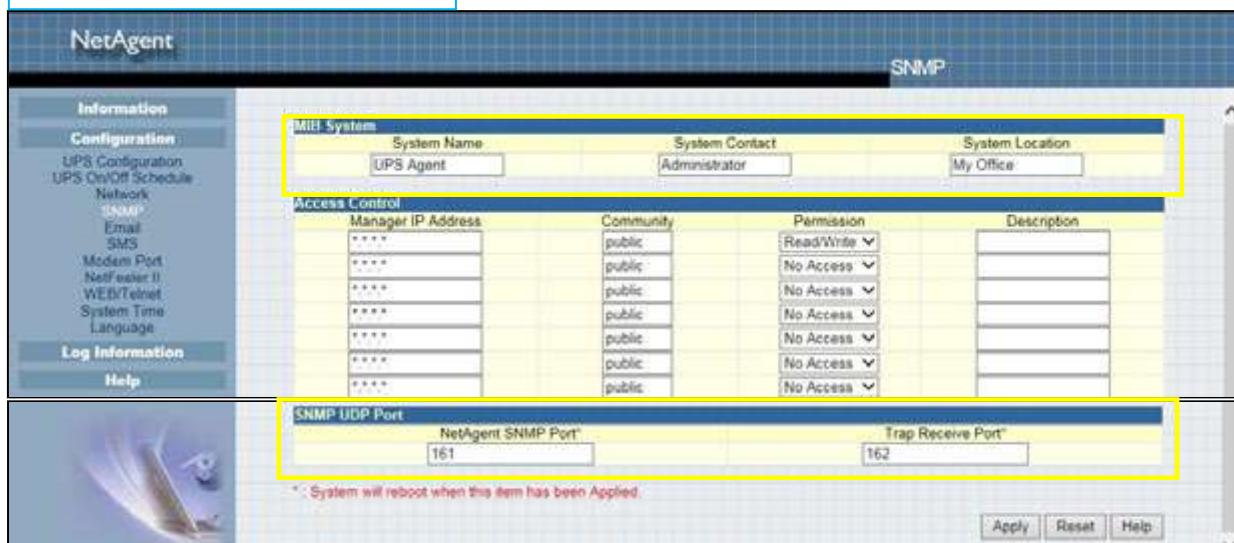 NetAgent
SNMP
Information
Configuration
UPS Configuration
UPS On/Off Schedule
Network
SNMP
Email
SMS
Modem Port
NetFeeler II
WEB/Telnet
System Time
Language
Log Information
Help
MIB System
System Name System Contact System Location
UPS Agent Administrator My Office
Access Control
Manager IP Address Community Permission Description
*.*.*.* public Read/Write
*.*.*.* public No Access
*.*.*.* public No Access
*.*.*.* public No Access
*.*.*.* public No Access
*.*.*.* public No Access
*.*.*.* public No Access
SNMP UDP Port
NetAgent SNMP Port* Trap Receive Port*
161 162
* : System will reboot when this item has been Applied.
Apply Reset Help